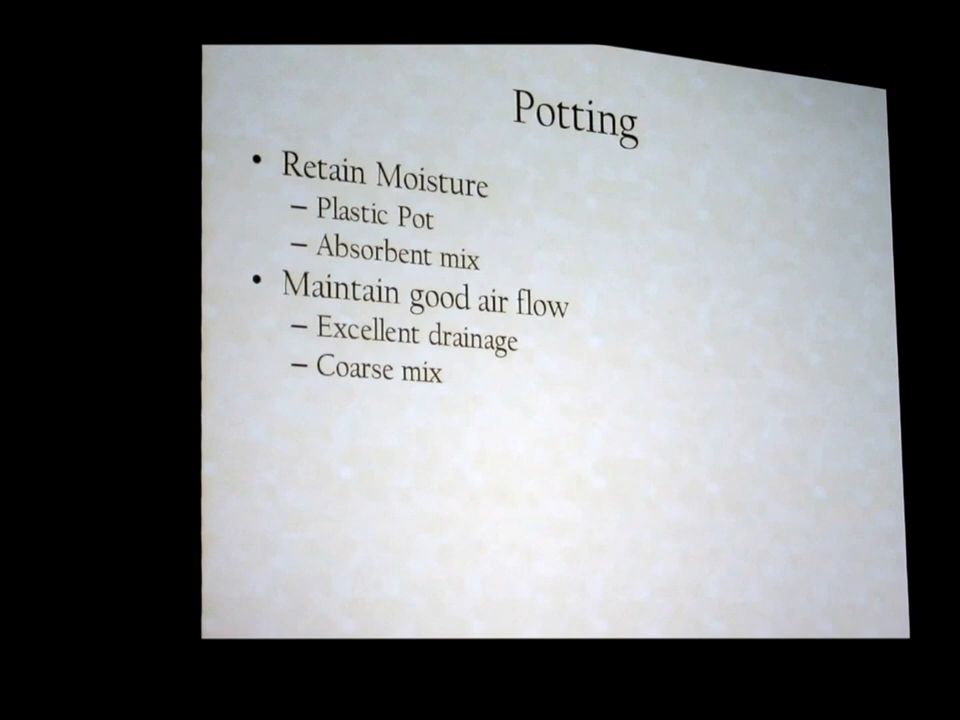 Potting
• Retain Moisture
– Plastic Pot
– Absorbent mix
• Maintain good air flow
– Excellent drainage
– Coarse mix